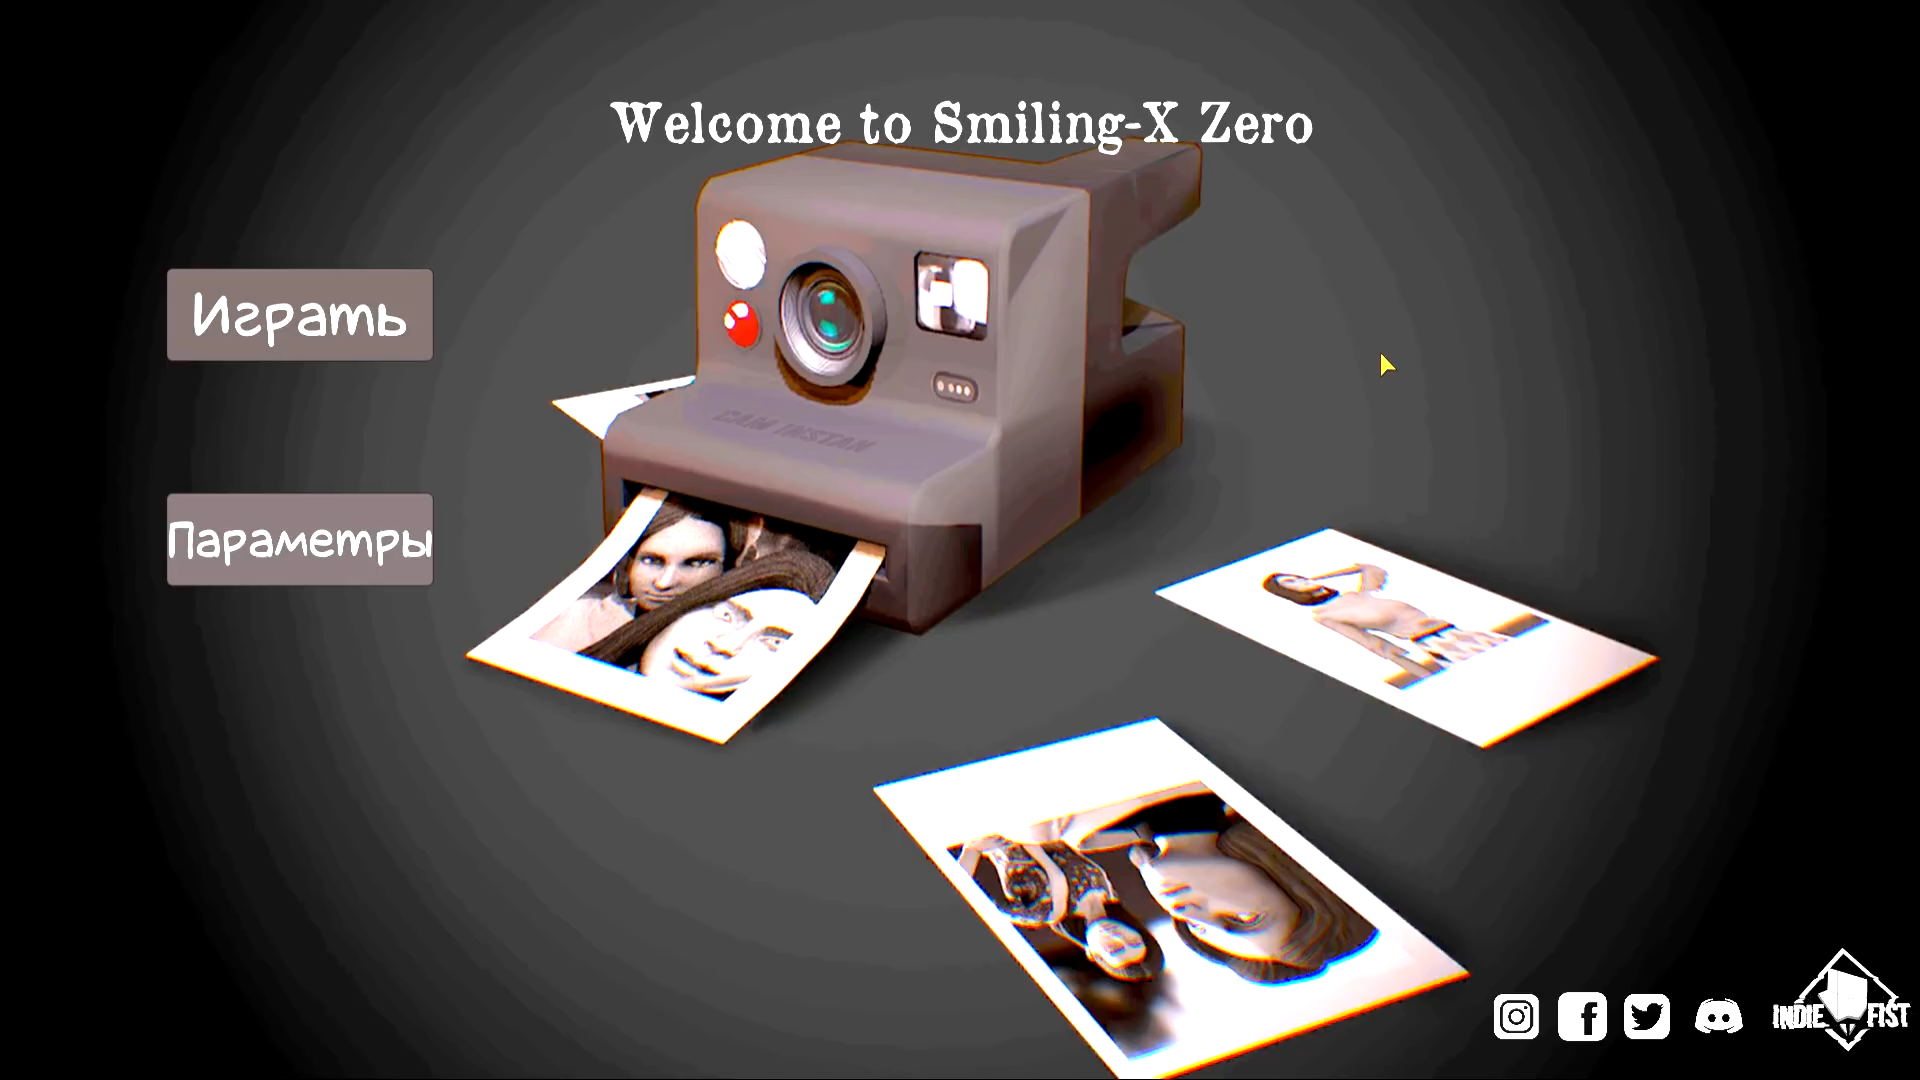 Welcome to Smiling-X Zero
Играть
CAM INSTAN
Параметры
INDIE FIST